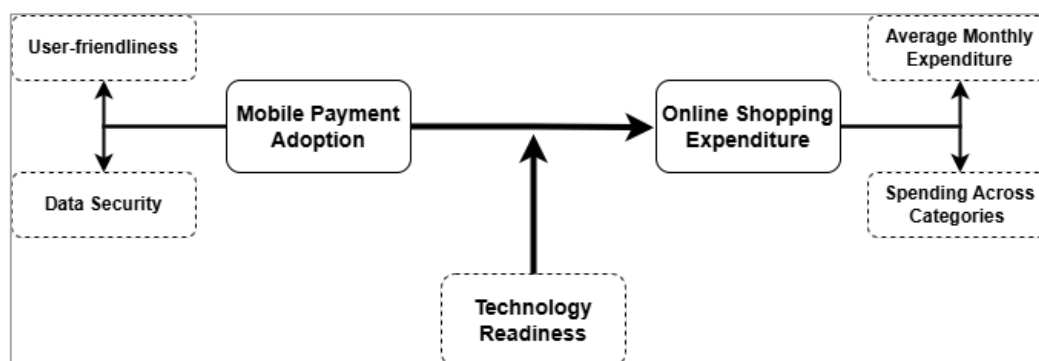 User-friendliness
Average Monthly
Expenditure
Mobile Payment
Adoption
Online Shopping
Expenditure
Data Security
Spending Across
Categories
Technology
Readiness